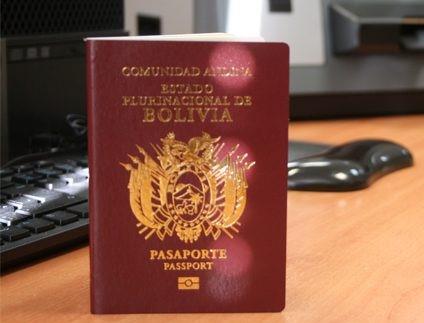 COMUNIDAD ANDINA
ESTADO
PLURINACIONAL DE
BOLIVIA
PASAPORTE
PASSPORT